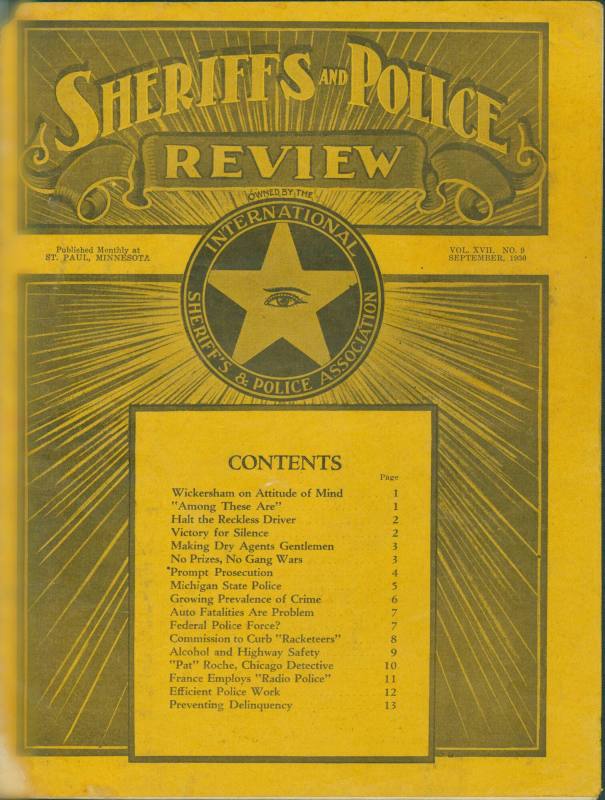 SHERIFFS AND POLICE
REVIEW
OWNED BY THE
INTERNATIONAL
SHERIFF'S & POLICE ASSOCIATION
Published Monthly at
ST. PAUL, MINNESOTA
VOL. XVII. NO. 9
SEPTEMBER, 1930
CONTENTS
Page
Wickersham on Attitude of Mind 1
"Among These Are" 1
Halt the Reckless Driver 2
Victory for Silence 2
Making Dry Agents Gentlemen 3
No Prizes, No Gang Wars 3
Prompt Prosecution 4
Michigan State Police 5
Growing Prevalence of Crime 6
Auto Fatalities Are Problem 7
Federal Police Force? 7
Commission to Curb "Racketeers" 8
Alcohol and Highway Safety 9
"Pat" Roche, Chicago Detective 10
France Employs "Radio Police" 11
Efficient Police Work 12
Preventing Delinquency 13